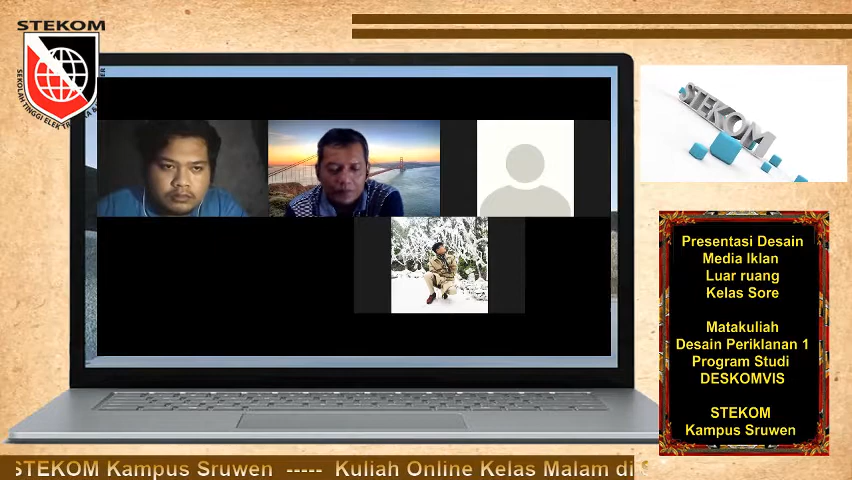 STEKOM
STEKOM
Presentasi Desain
Media Iklan
Luar ruang
Kelas Sore
Matakuliah
Desain Periklanan 1
Program Studi
DESKOMVIS
STEKOM
Kampus Sruwen
STEKOM Kampus Sruwen ----- Kuliah Online Kelas Malam di